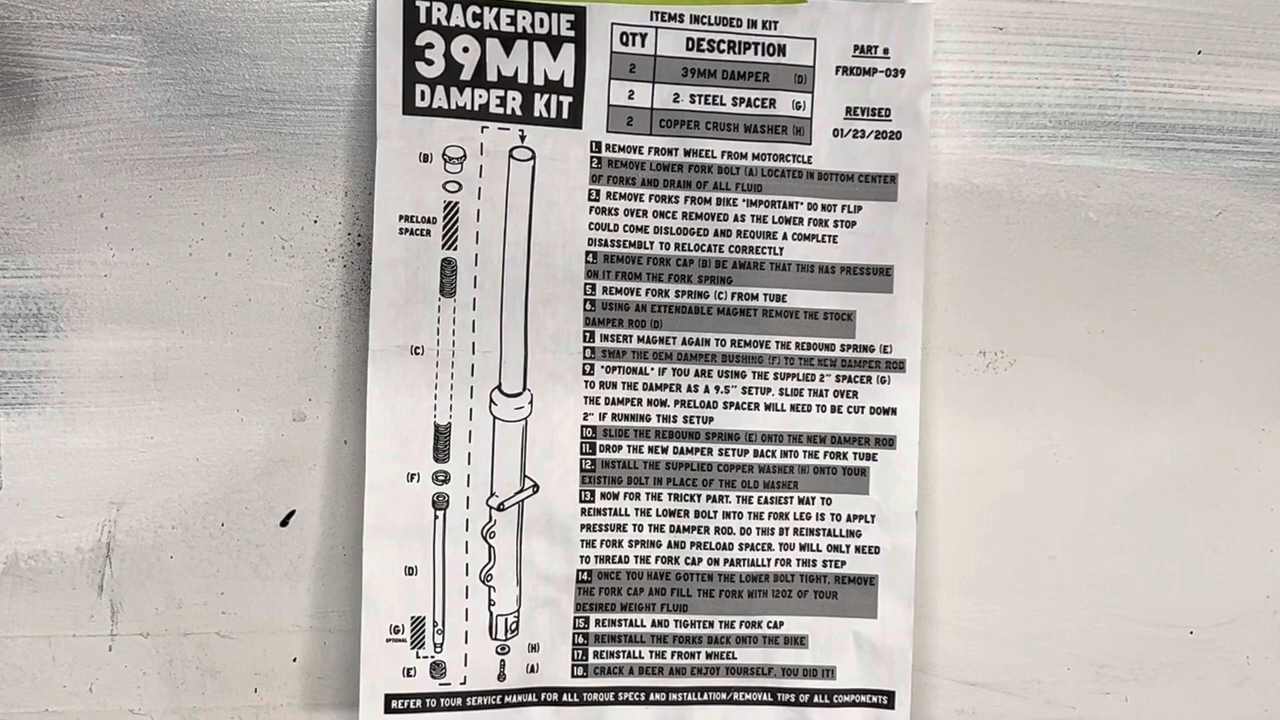 TRACKERDIE
39MM
DAMPER KIT
ITEMS INCLUDED IN KIT
QTY DESCRIPTION
2 39MM DAMPER (D)
2 2" STEEL SPACER (G)
2 COPPER CRUSH WASHER (H)
PART #
FRKDMP-039
REVISED
01/23/2020
(B)
PRELOAD
SPACER
(C)
(F)
(D)
(G)
OPTIONAL
(E)
(H)
(A)
1. REMOVE FRONT WHEEL FROM MOTORCYCLE
2. REMOVE LOWER FORK BOLT (A) LOCATED IN BOTTOM CENTER
OF FORKS AND DRAIN OF ALL FLUID
3. REMOVE FORKS FROM BIKE *IMPORTANT* DO NOT FLIP
FORKS OVER ONCE REMOVED AS THE LOWER FORK STOP
COULD COME DISLODGED AND REQUIRE A COMPLETE
DISASSEMBLY TO RELOCATE CORRECTLY
4. REMOVE FORK CAP (B) BE AWARE THAT THIS HAS PRESSURE
ON IT FROM THE FORK SPRING
5. REMOVE FORK SPRING (C) FROM TUBE
6. USING AN EXTENDABLE MAGNET REMOVE THE STOCK
DAMPER ROD (D)
7. INSERT MAGNET AGAIN TO REMOVE THE REBOUND SPRING (E)
8. SWAP THE OEM DAMPER BUSHING (F) TO THE NEW DAMPER ROD
9. *OPTIONAL* IF YOU ARE USING THE SUPPLIED 2" SPACER (G)
TO RUN THE DAMPER AS A 9.5" SETUP, SLIDE THAT OVER
THE DAMPER NOW. PRELOAD SPACER WILL NEED TO BE CUT DOWN
2" IF RUNNING THIS SETUP
10. SLIDE THE REBOUND SPRING (E) ONTO THE NEW DAMPER ROD
11. DROP THE NEW DAMPER SETUP BACK INTO THE FORK TUBE
12. INSTALL THE SUPPLIED COPPER WASHER (H) ONTO YOUR
EXISTING BOLT IN PLACE OF THE OLD WASHER
13. NOW FOR THE TRICKY PART. THE EASIEST WAY TO
REINSTALL THE LOWER BOLT INTO THE FORK LEG IS TO APPLY
PRESSURE TO THE DAMPER ROD. DO THIS BY REINSTALLING
THE FORK SPRING AND PRELOAD SPACER. YOU WILL ONLY NEED
TO THREAD THE FORK CAP ON PARTIALLY FOR THIS STEP
14. ONCE YOU HAVE GOTTEN THE LOWER BOLT TIGHT, REMOVE
THE FORK CAP AND FILL THE FORK WITH 12OZ OF YOUR
DESIRED WEIGHT FLUID
15. REINSTALL AND TIGHTEN THE FORK CAP
16. REINSTALL THE FORKS BACK ONTO THE BIKE
17. REINSTALL THE FRONT WHEEL
18. CRACK A BEER AND ENJOY YOURSELF, YOU DID IT!
REFER TO YOUR SERVICE MANUAL FOR ALL TORQUE SPECS AND INSTALLATION/REMOVAL TIPS OF ALL COMPONENTS